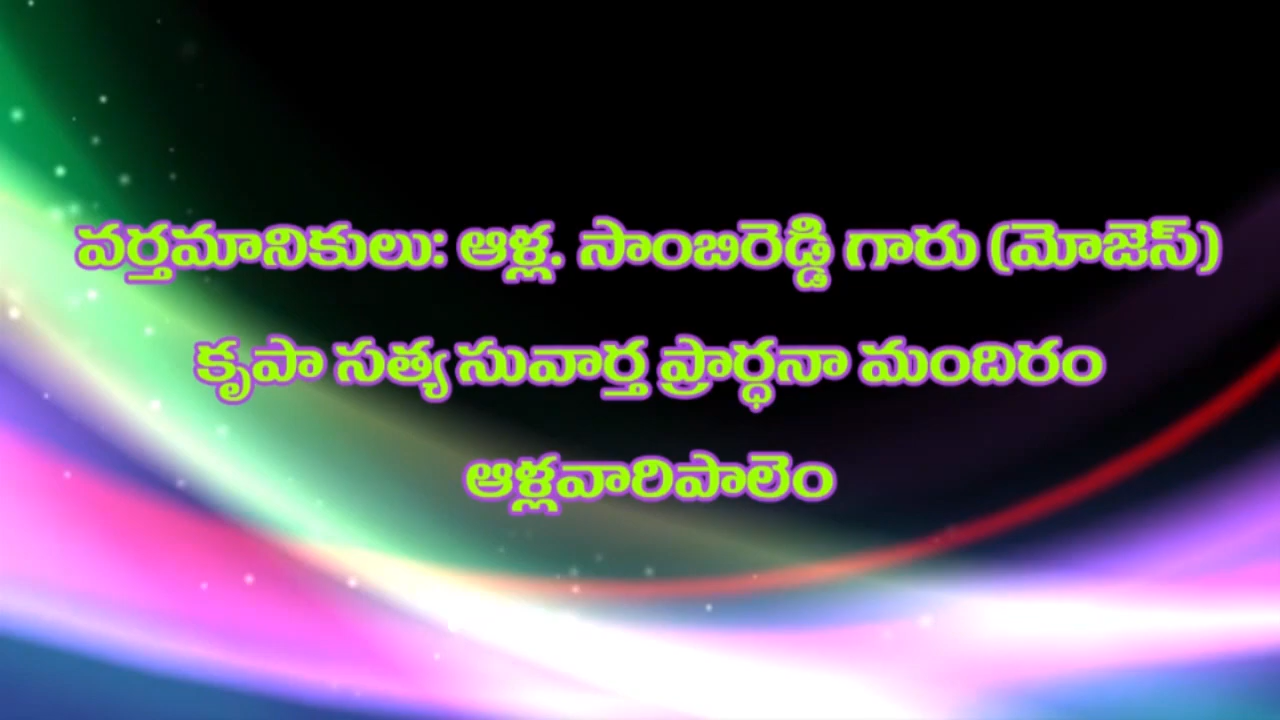 వర్తమానికులు: ఆళ్ల. సాంబిరెడ్డి గారు (మోజెస్)
కృపా సత్య సువార్త ప్రార్ధనా మందిరం
ఆళ్లవారిపాలెం